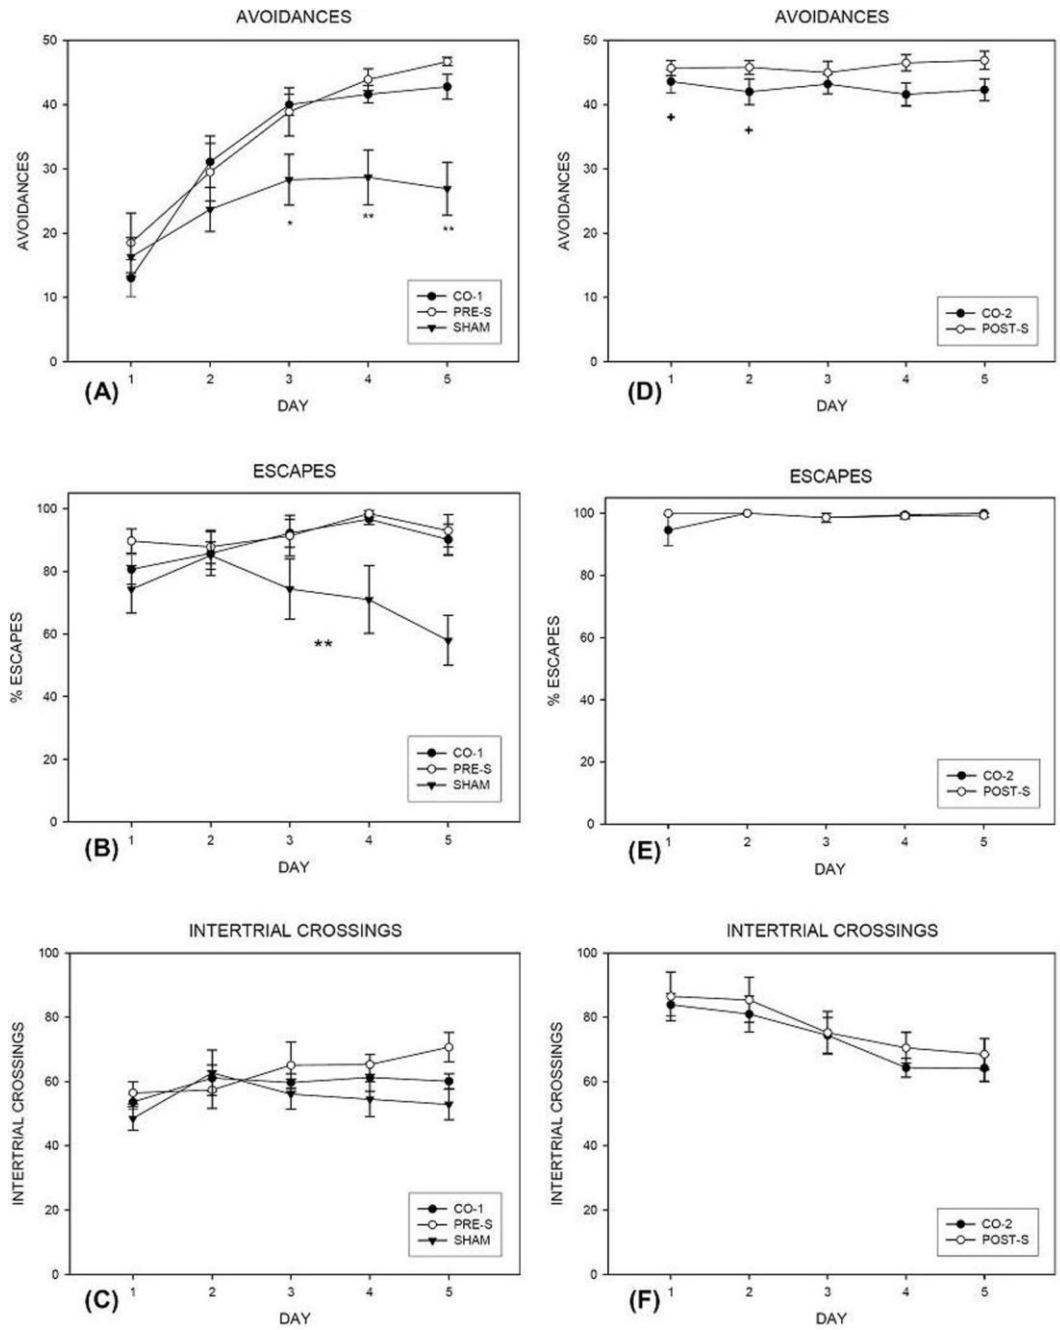 AVOIDANCES
AVOIDANCES
50
40
30
20
10
0
*
**
**
CO-1
PRE-S
SHAM
1 2 3 4 5
(A)
DAY
AVOIDANCES
AVOIDANCES
50
40
30
20
10
0
+
+
CO-2
POST-S
1 2 3 4 5
(D)
DAY
ESCAPES
% ESCAPES
100
80
60
40
20
0
**
CO-1
PRE-S
SHAM
1 2 3 4 5
(B)
DAY
ESCAPES
% ESCAPES
100
80
60
40
20
0
CO-2
POST-S
1 2 3 4 5
(E)
DAY
INTERTRIAL CROSSINGS
INTERTRIAL CROSSINGS
100
80
60
40
20
0
CO-1
PRE-S
SHAM
1 2 3 4 5
(C)
DAY
INTERTRIAL CROSSINGS
INTERTRIAL CROSSINGS
100
80
60
40
20
0
CO-2
POST-S
1 2 3 4 5
(F)
DAY